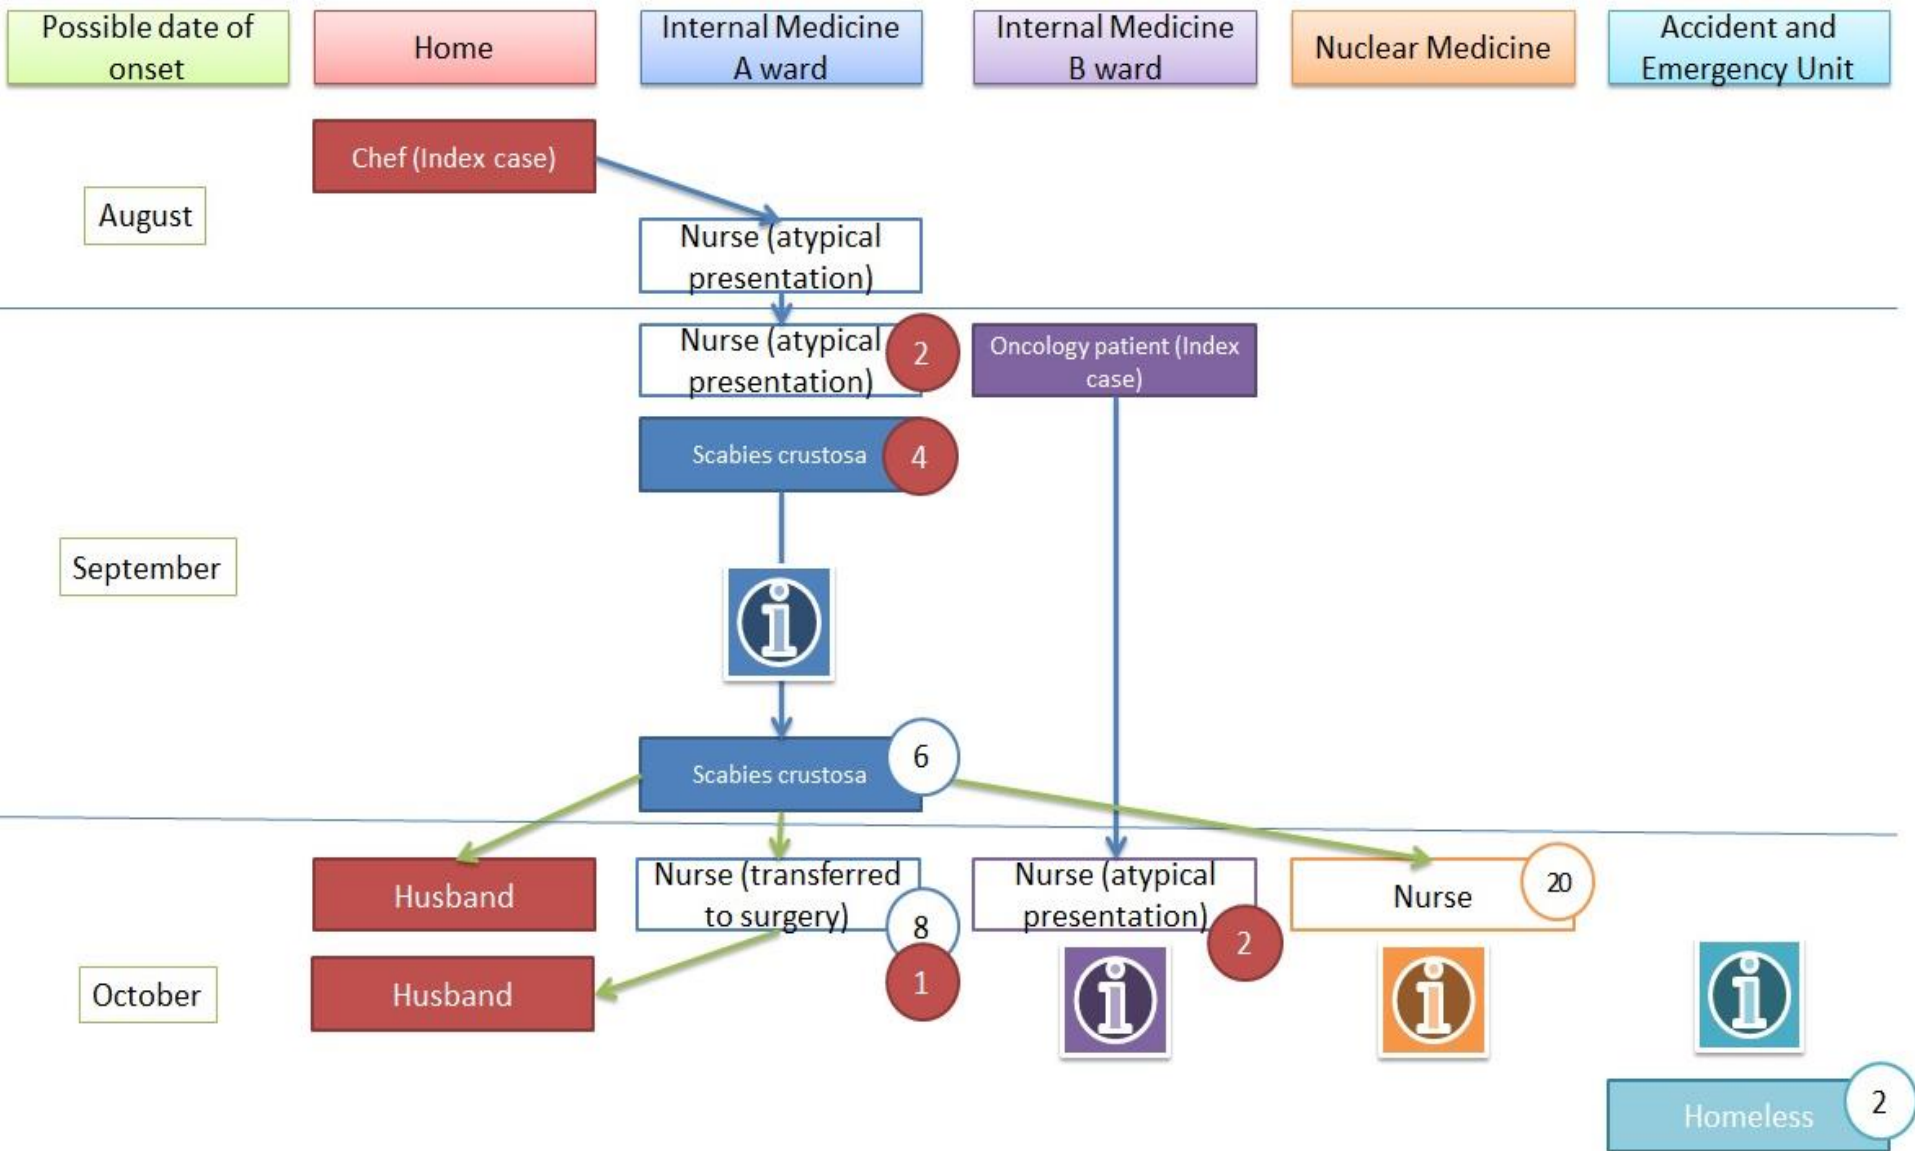 Possible date of
onset
Home
Internal Medicine
A ward
Internal Medicine
B ward
Nuclear Medicine
Accident and
Emergency Unit
Chef (Index case)
August
Nurse (atypical
presentation)
Nurse (atypical
presentation)
2
Oncology patient (Index
case)
Scabies crustosa
4
September
i
Scabies crustosa
6
Husband
Nurse (transferred
to surgery)
8
1
Nurse (atypical
presentation)
2
Nurse
20
October
Husband
i
i
i
Homeless
2